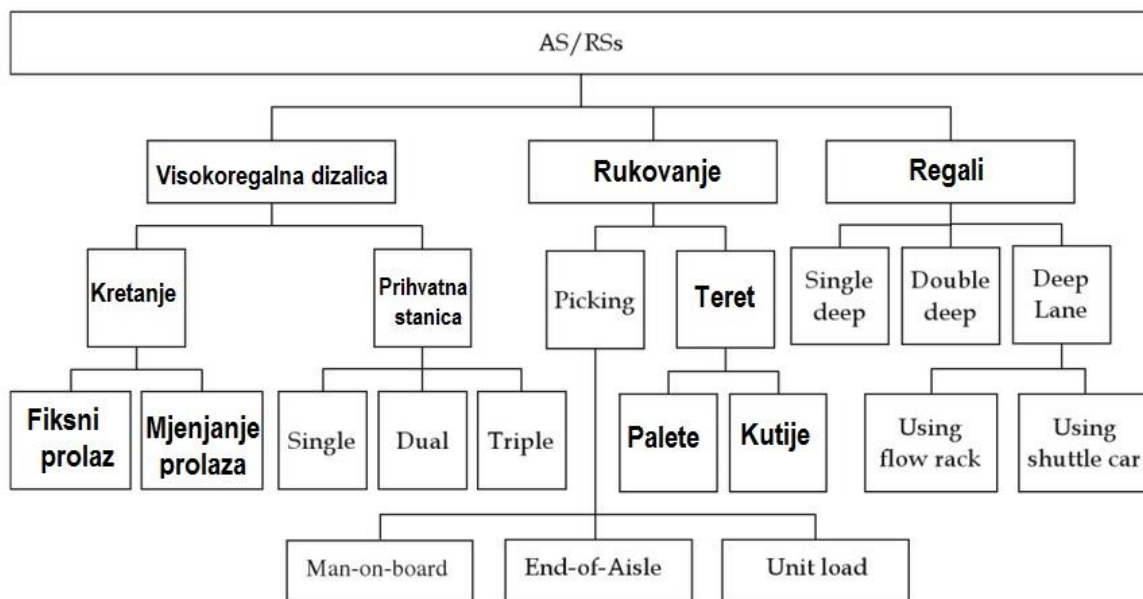 AS/RSs
Visokoregalna dizalica
Rukovanje
Regali
Kretanje
Prihvatna
stanica
Picking
Teret
Single
deep
Double
deep
Deep
Lane
Fiksni
prolaz
Mjenjanje
prolaza
Single
Dual
Triple
Palete
Kutije
Using
flow rack
Using
shuttle car
Man-on-board
End-of-Aisle
Unit load